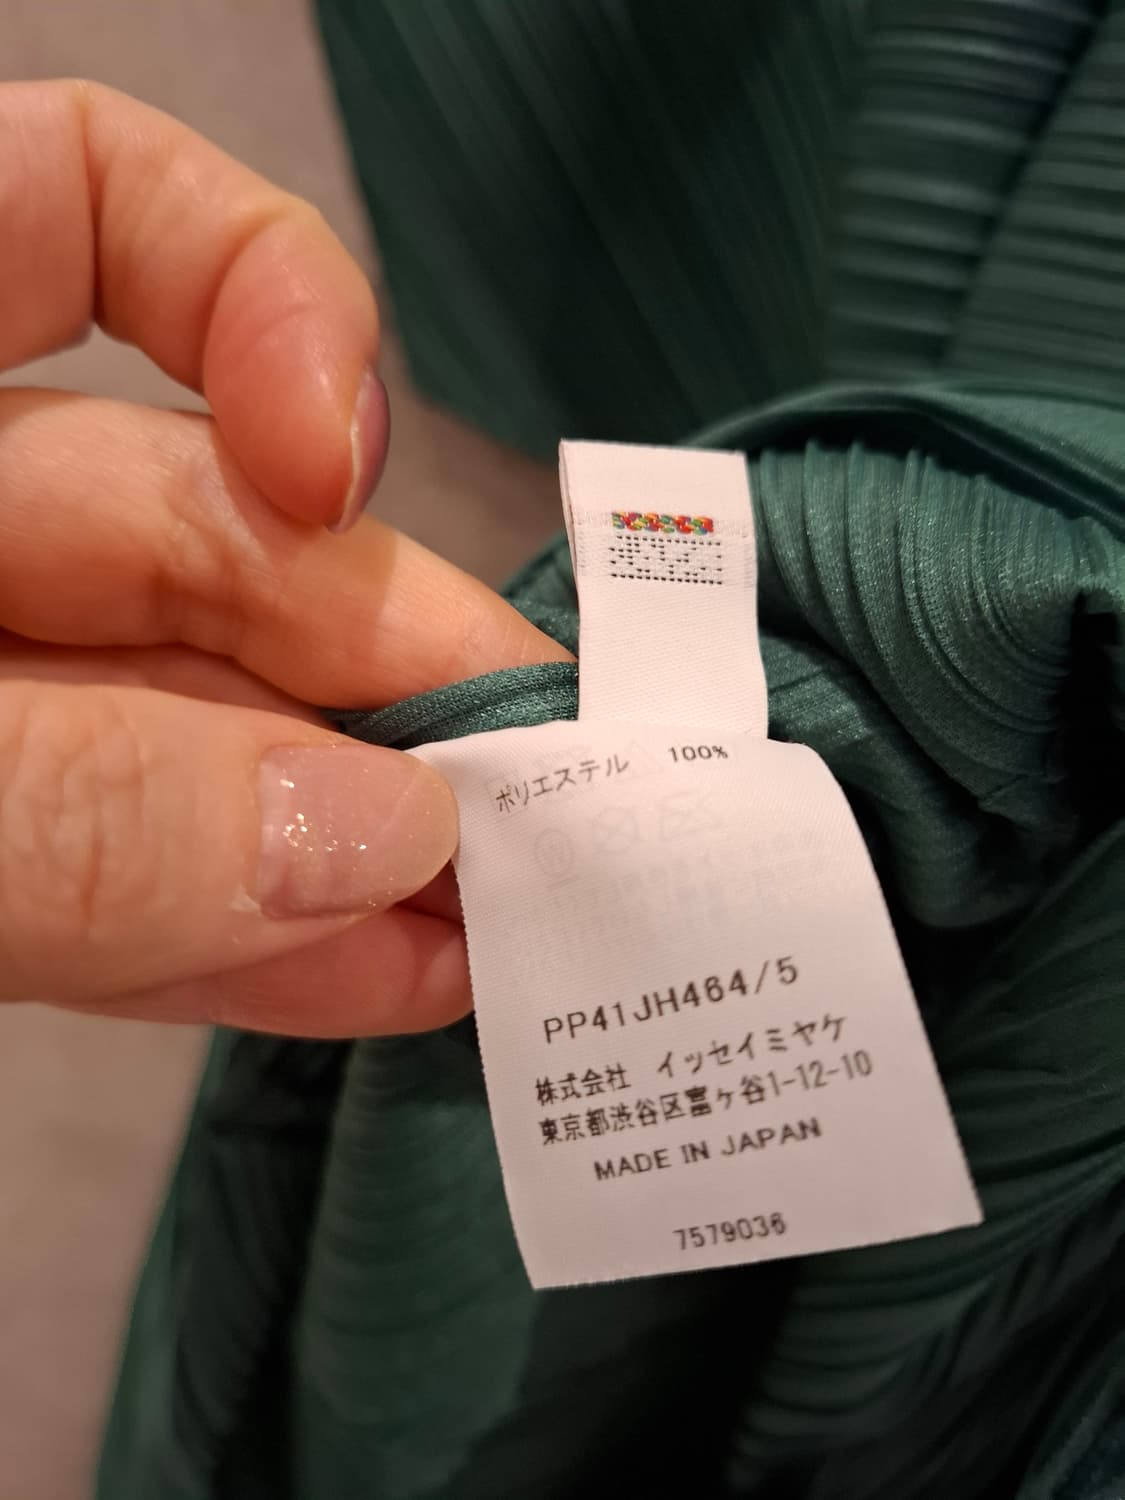 ポリエステル 100%
PP41JH464/5
株式会社 イッセイミヤケ
東京都渋谷区富ヶ谷1-12-10
MADE IN JAPAN
7579036